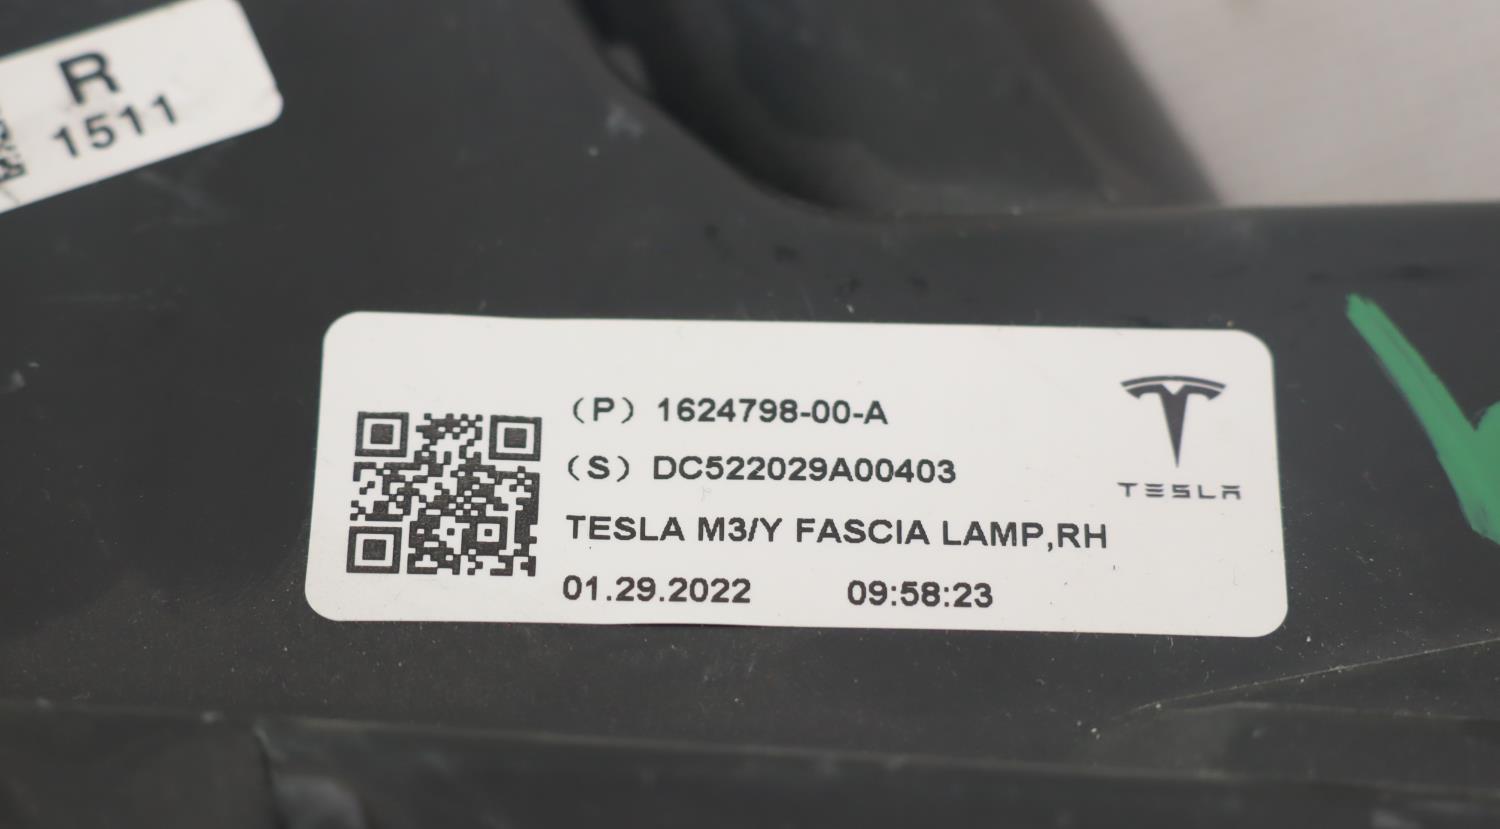 R
1511
(P) 1624798-00-A
(S) DC522029A00403
TESLA M3/Y FASCIA LAMP,RH
01.29.2022 09:58:23
TESLA